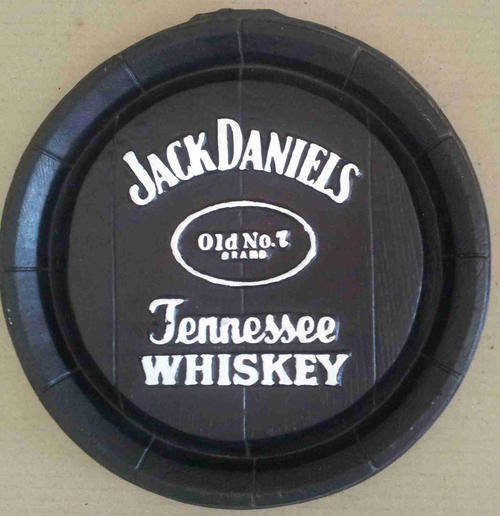 JACK DANIELS
Old No.7
BRAND
Tennessee
WHISKEY